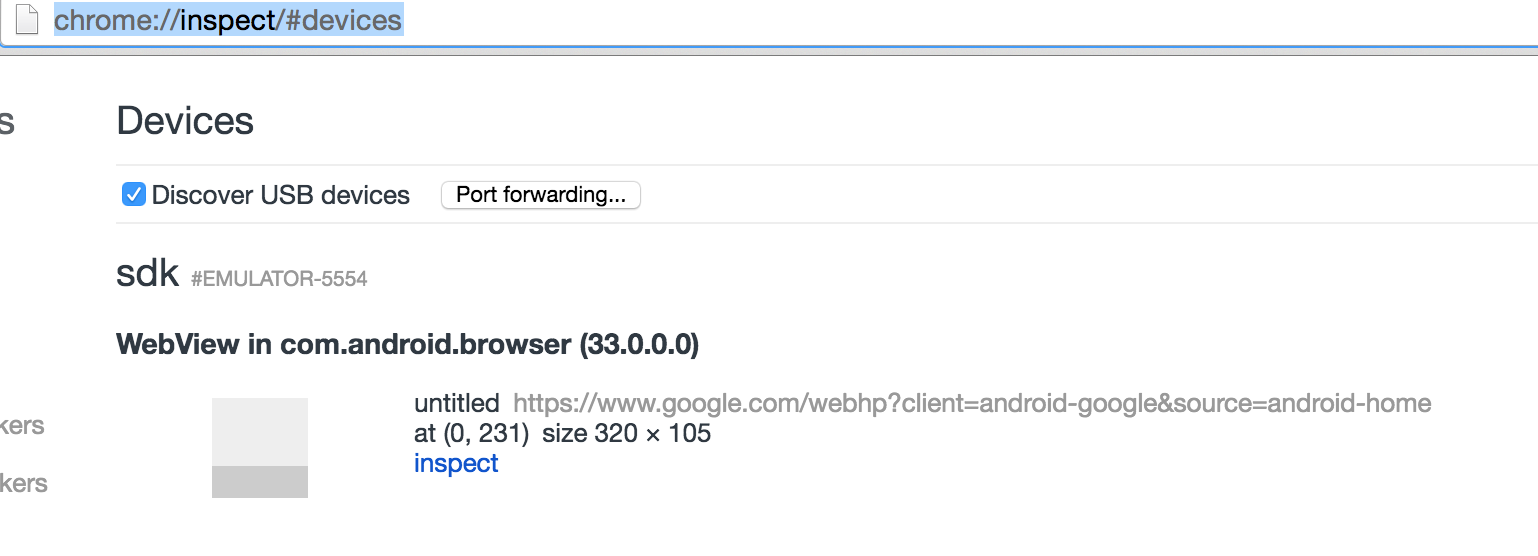 chrome://inspect/#devices
s
Devices
Discover USB devices Port forwarding...
sdk #EMULATOR-5554
WebView in com.android.browser (33.0.0.0)
untitled https://www.google.com/webhp?client=android-google&source=android-home
at (0, 231) size 320 × 105
kers
inspect
kers